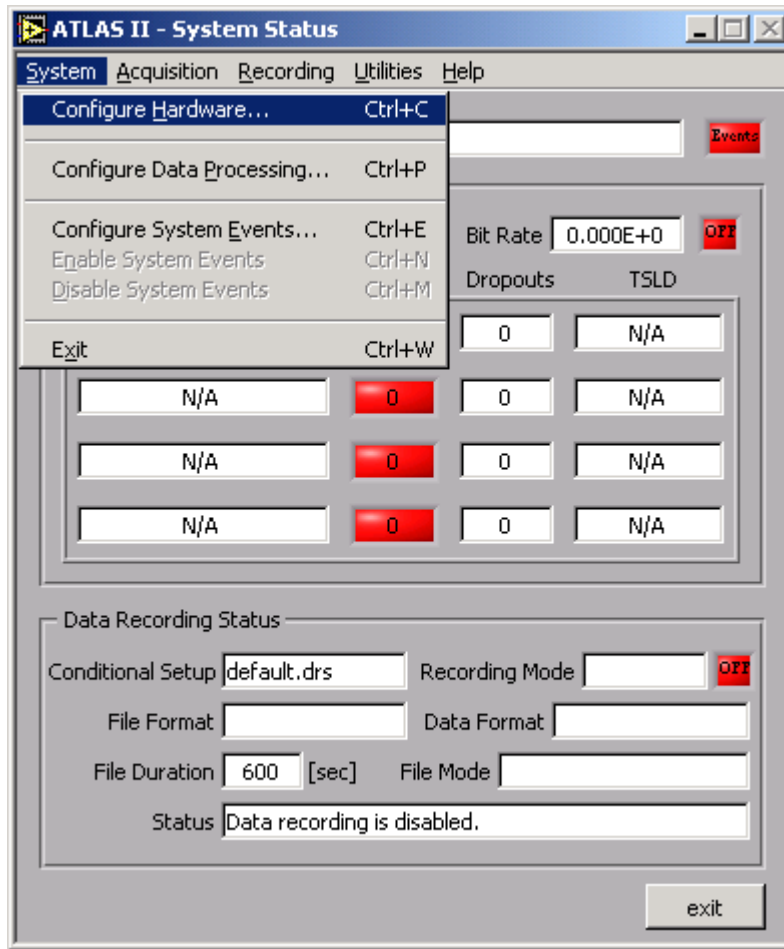 ATLAS II - System Status
System Acquisition Recording Utilities Help
Configure Hardware... Ctrl+C
Events
Configure Data Processing... Ctrl+P
Configure System Events... Ctrl+E
Bit Rate 0.000E+0 OFF
Enable System Events Ctrl+N
Disable System Events Ctrl+M
Dropouts TSLD
Exit Ctrl+W
0 N/A
N/A 0 0 N/A
N/A 0 0 N/A
N/A 0 0 N/A
Data Recording Status
Conditional Setup default.drs Recording Mode OFF
File Format Data Format
File Duration 600 [sec] File Mode
Status Data recording is disabled.
exit